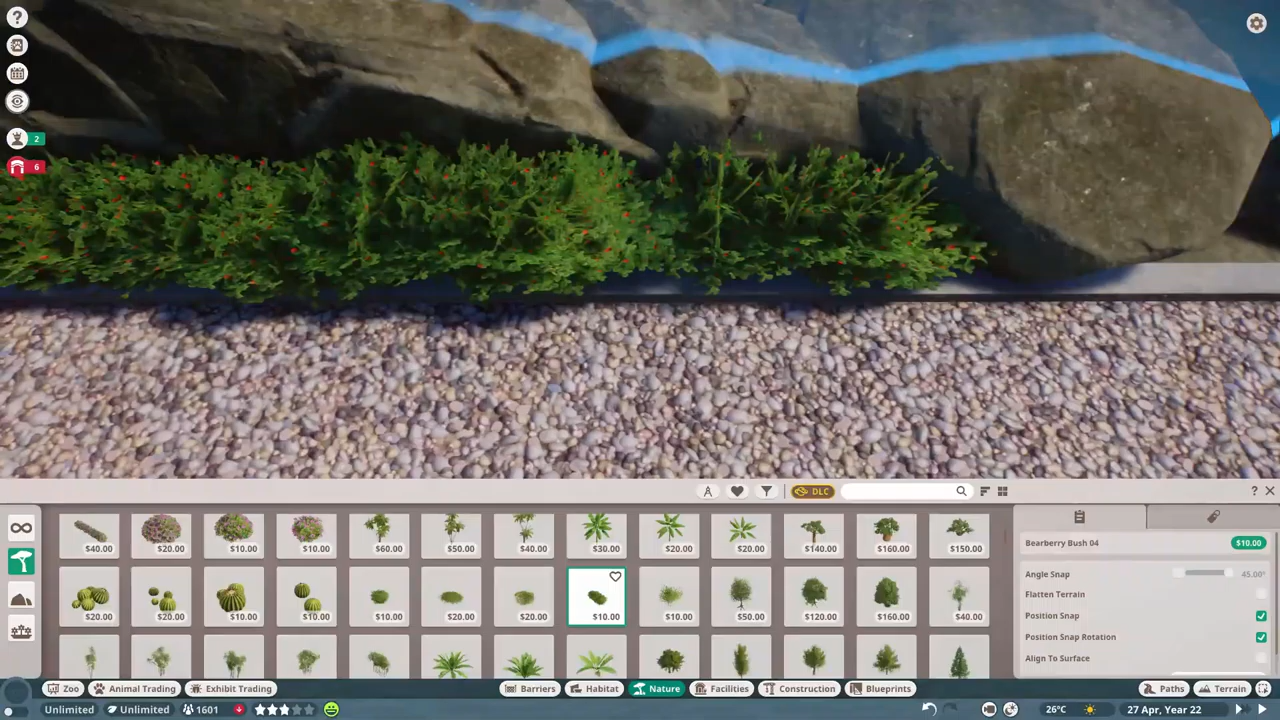 ?
2
6
DLC
? ×
$40.00 $20.00 $10.00 $10.00 $60.00 $50.00 $40.00 $30.00 $20.00 $20.00 $140.00 $160.00 $150.00
$20.00 $20.00 $10.00 $10.00 $10.00 $20.00 $20.00 $10.00 $10.00 $50.00 $120.00 $160.00 $40.00
Bearberry Bush 04 $10.00
Angle Snap 45.00°
Flatten Terrain
Position Snap
Position Snap Rotation
Align To Surface
Zoo Animal Trading Exhibit Trading Barriers Habitat Nature Facilities Construction Blueprints Paths Terrain
Unlimited Unlimited 1601 26°C 27 Apr, Year 22